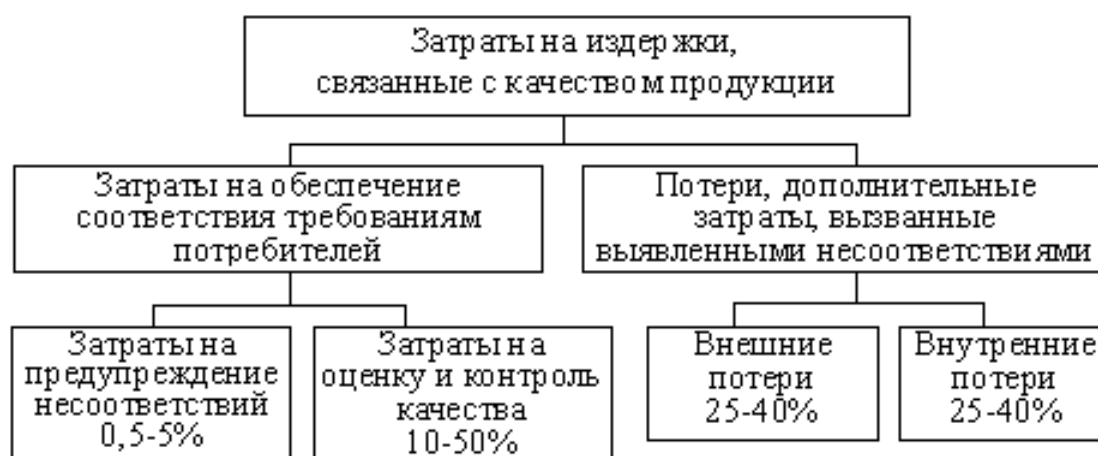 Затраты на издержки,
связанные с качеством продукции
Затраты на обеспечение
соответствия требованиям
потребителей
Потери, дополнительные
затраты, вызванные
выявленными несоответствиями
Затраты на
предупреждение
несоответствий
0,5-5%
Затраты на
оценку и контроль
качества
10-50%
Внешние
потери
25-40%
Внутренние
потери
25-40%